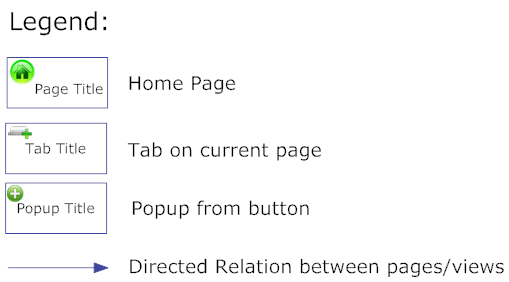 Legend:
Page Title
Home Page
Tab Title
Tab on current page
Popup Title
Popup from button
Directed Relation between pages/views